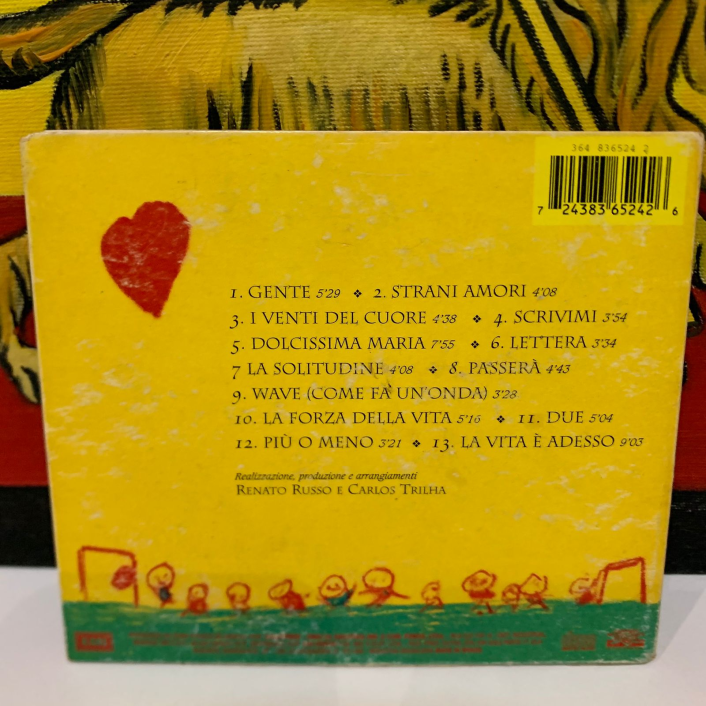 364 836524 2
7 24383 65242 6
1. GENTE 5'29 ❖ 2. STRANI AMORI 4'08
3. I VENTI DEL CUORE 4'38 ❖ 4. SCRIVIMI 3'54
5. DOLCISSIMA MARIA 7'55 ❖ 6. LETTERA 3'34
7 LA SOLITUDINE 4'08 ❖ 8. PASSERÀ 4'43
9. WAVE (COME FA UN'ONDA) 3'28
10. LA FORZA DELLA VITA 5'16 ❖ 11. DUE 5'04
12. PIÙ O MENO 3'21 ❖ 13. LA VITA È ADESSO 9'03
Realizzazione, produzione e arrangiamenti
RENATO RUSSO E CARLOS TRILHA
EMI